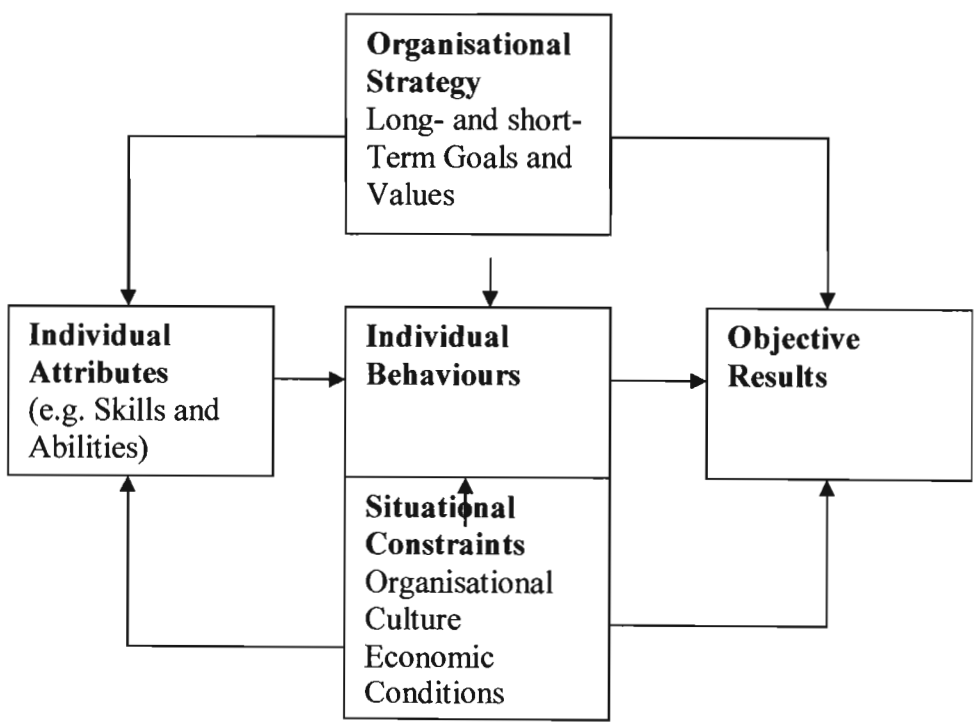 Organisational
Strategy
Long- and short-
Term Goals and
Values
Individual
Attributes
(e.g. Skills and
Abilities)
Individual
Behaviours
Objective
Results
Situational
Constraints
Organisational
Culture
Economic
Conditions